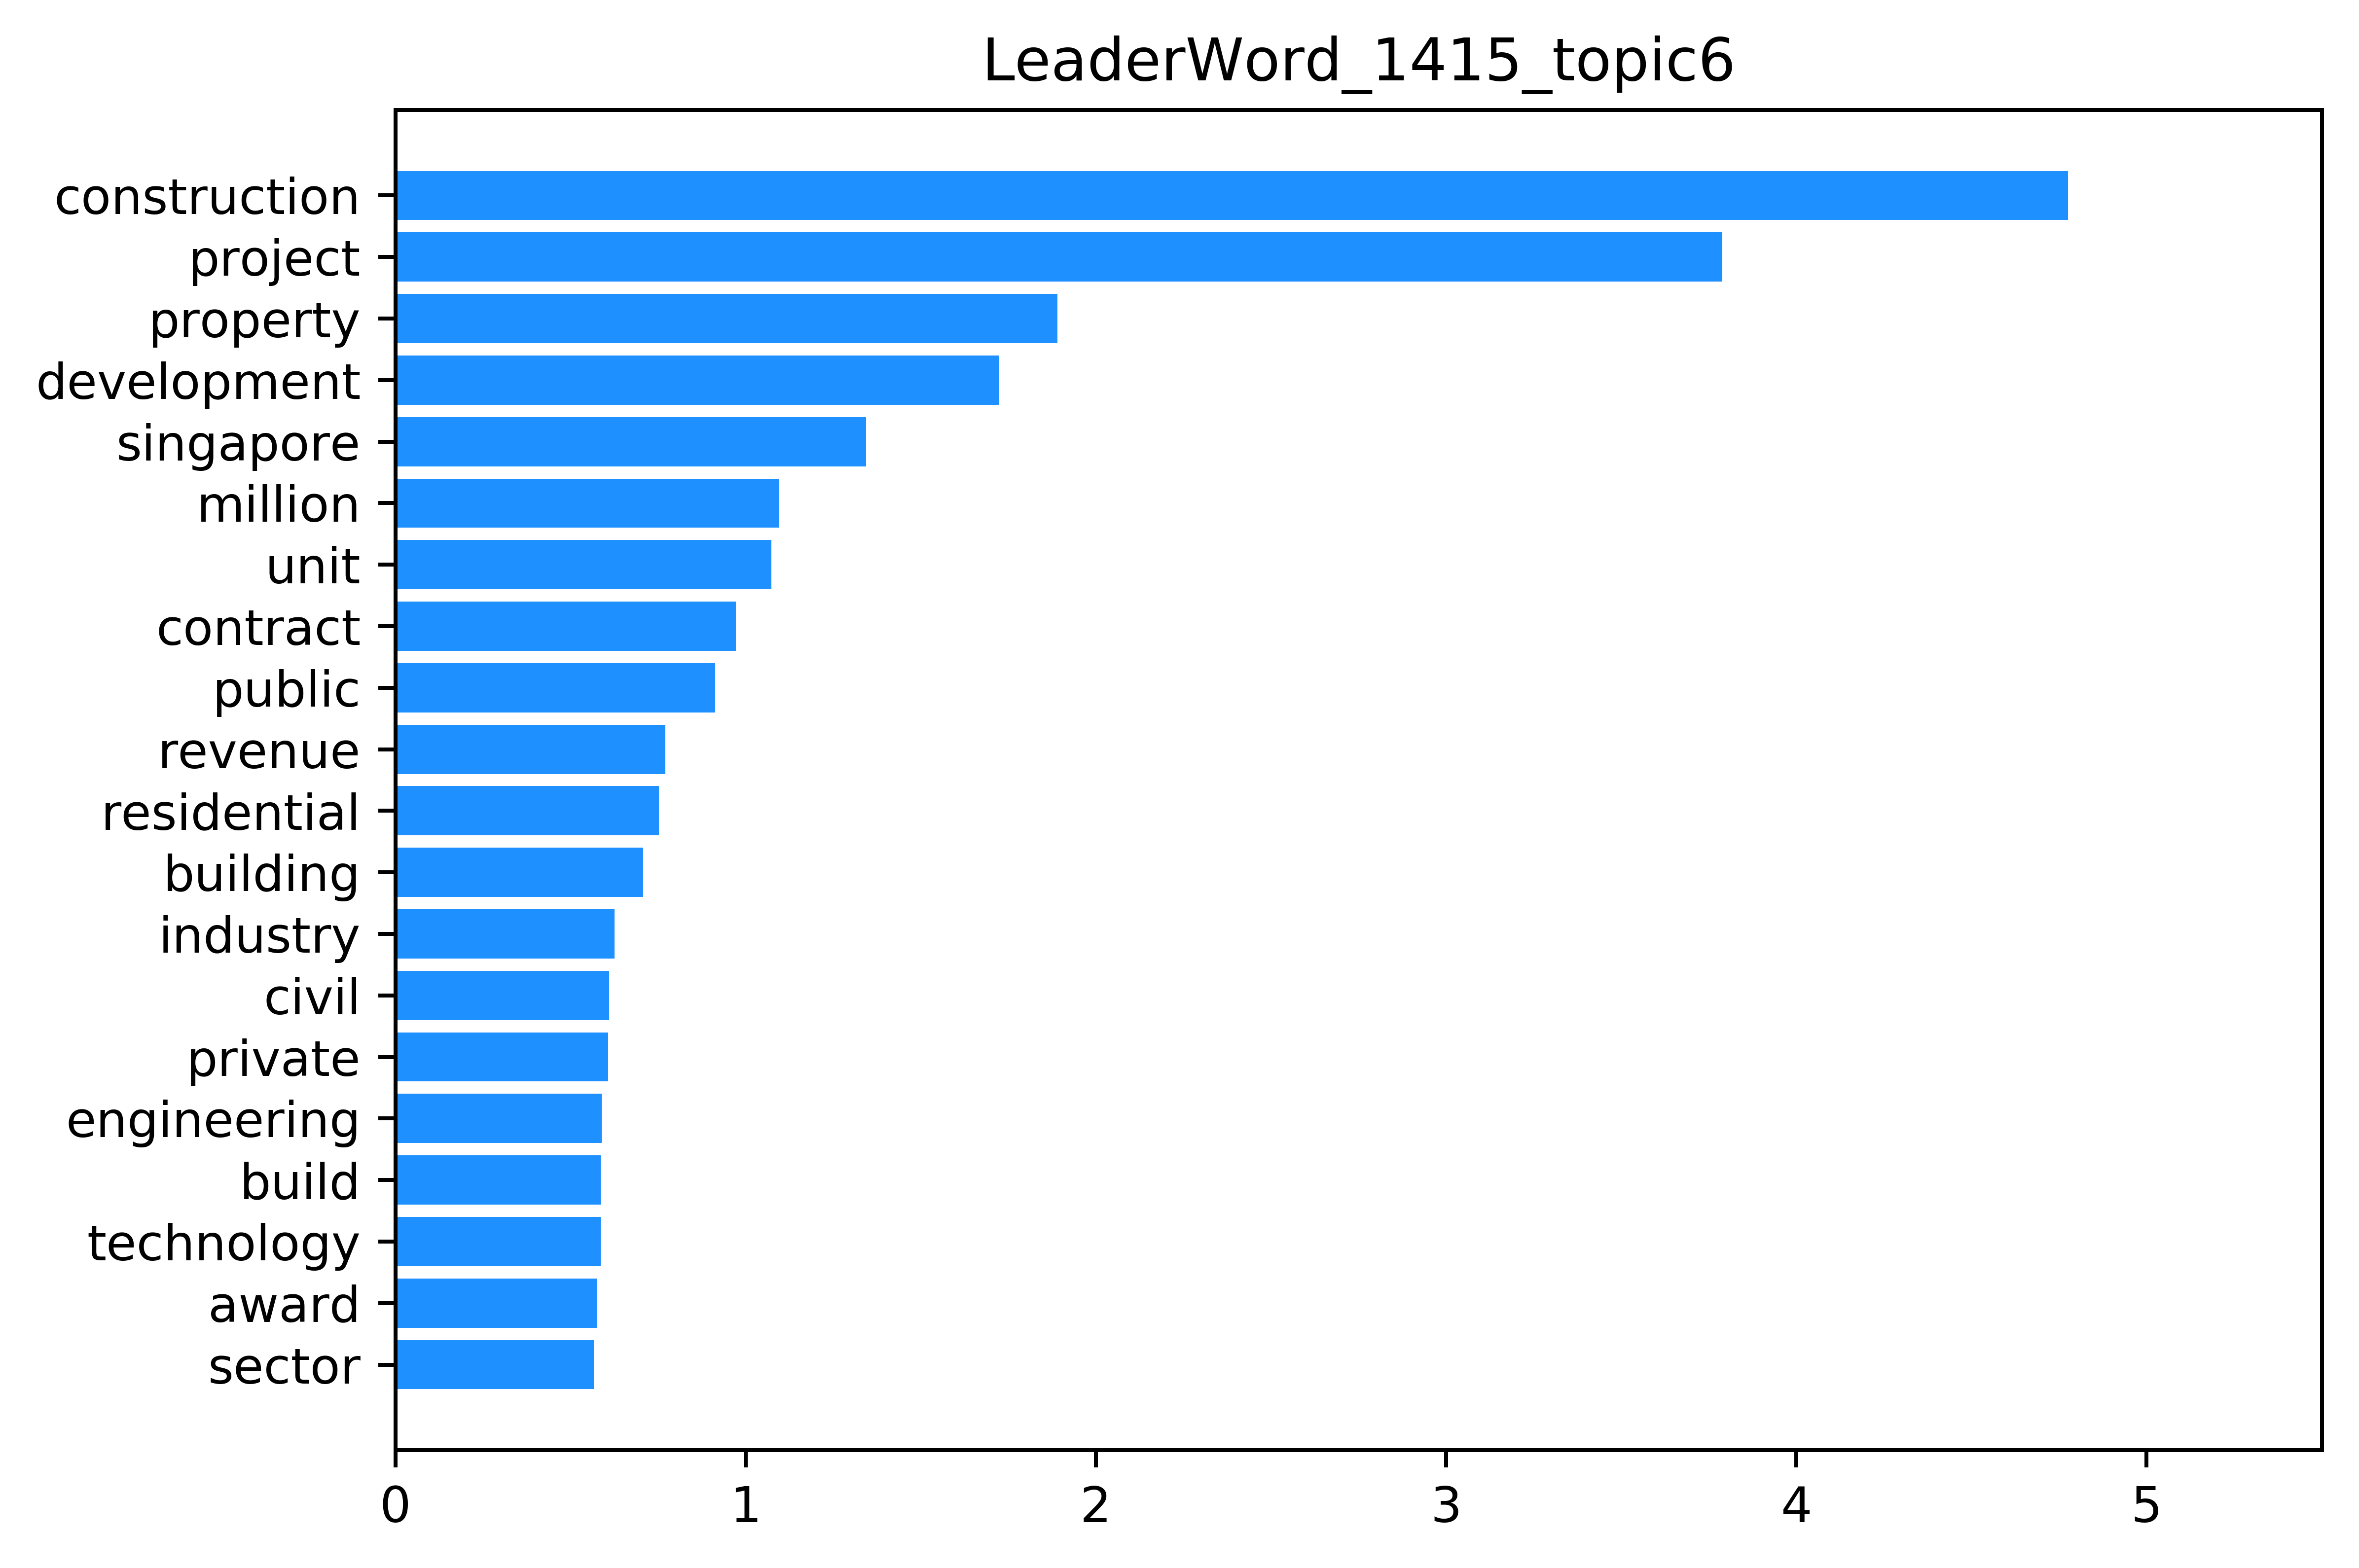 LeaderWord_1415_topic6
construction
project
property
development
singapore
million
unit
contract
public
revenue
residential
building
industry
civil
private
engineering
build
technology
award
sector
0 1 2 3 4 5